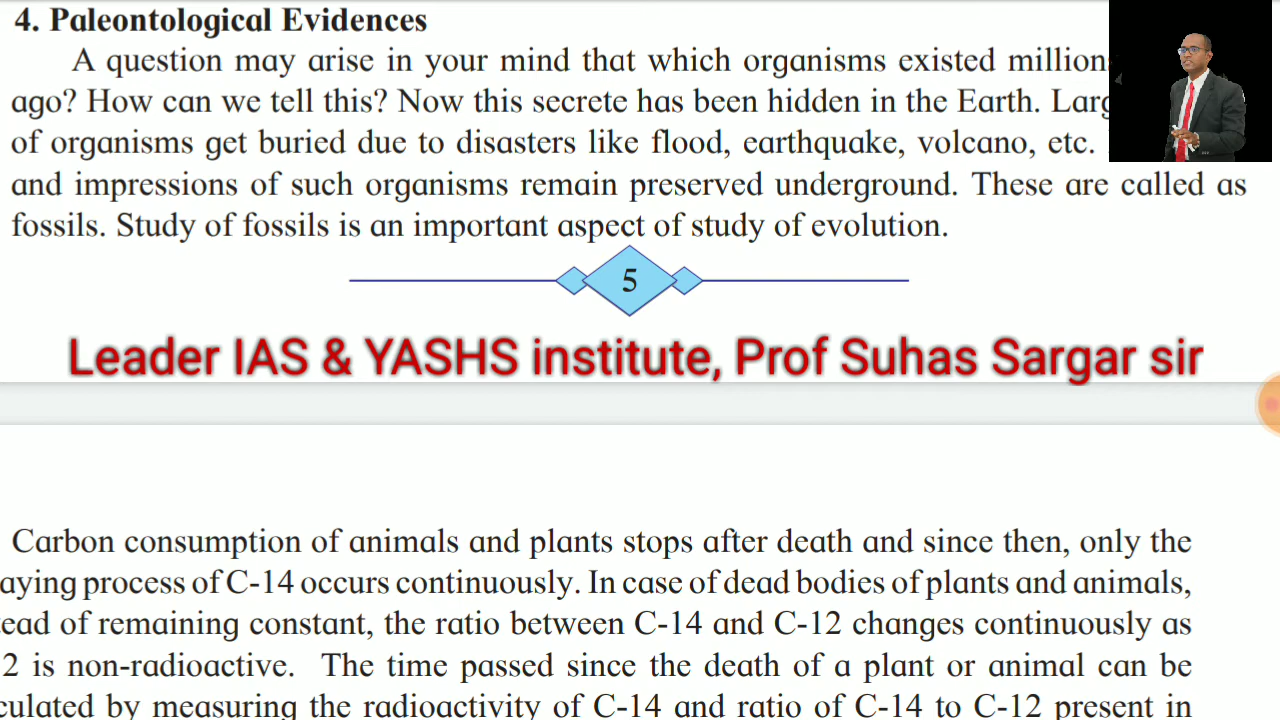 4. Paleontological Evidences
A question may arise in your mind that which organisms existed million
ago? How can we tell this? Now this secrete has been hidden in the Earth.
of organisms get buried due to disasters like flood, earthquake, volcano, etc.
and impressions of such organisms remain preserved underground. These are called as
fossils. Study of fossils is an important aspect of study of evolution.
5
Leader IAS & YASHS institute, Prof Suhas Sargar sir
Carbon consumption of animals and plants stops after death and since then, only the
aying process of C-14 occurs continuously. In case of dead bodies of plants and animals,
ead of remaining constant, the ratio between C-14 and C-12 changes continuously as
2 is non-radioactive. The time passed since the death of a plant or animal can be
culated by measuring the radioactivity of C-14 and ratio of C-14 to C-12 present in